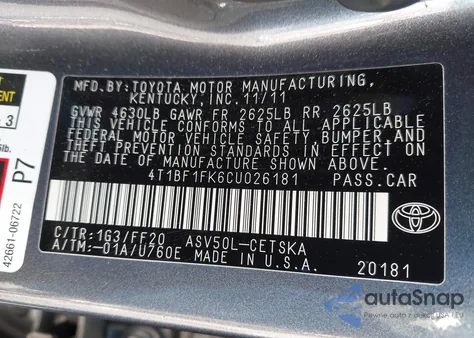 MFD.BY:TOYOTA MOTOR MANUFACTURING,
KENTUCKY, INC. 11/11
GVWR 4630LB GAWR FR 2625LB RR 2625LB
THIS VEHICLE CONFORMS TO ALL APPLICABLE
FEDERAL MOTOR VEHICLE SAFETY, BUMPER, AND
THEFT PREVENTION STANDARDS IN EFFECT ON
THE DATE OF MANUFACTURE SHOWN ABOVE.
4T1BF1FK6CU026181 PASS.CAR
C/TR:1G3/FF20 ASV50L-CETSKA
A/TM:-01A/U760E MADE IN U.S.A.
20181
TOYOTA
P7
42661-06722
3
autoSnap